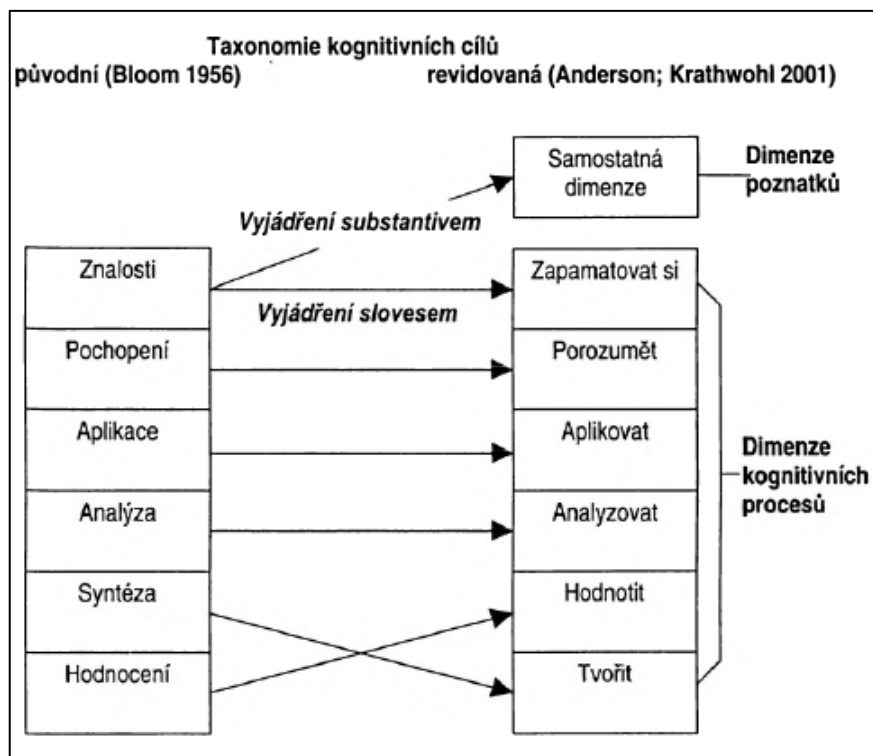 Taxonomie kognitivních cílů
původní (Bloom 1956) revidovaná (Anderson; Krathwohl 2001)
Samostatná
dimenze
Dimenze
poznatků
Vyjádření substantivem
Znalosti
Zapamatovat si
Vyjádření slovesem
Pochopení
Porozumět
Aplikace
Aplikovat
Dimenze
kognitivních
procesů
Analýza
Analyzovat
Syntéza
Hodnotit
Hodnocení
Tvořit